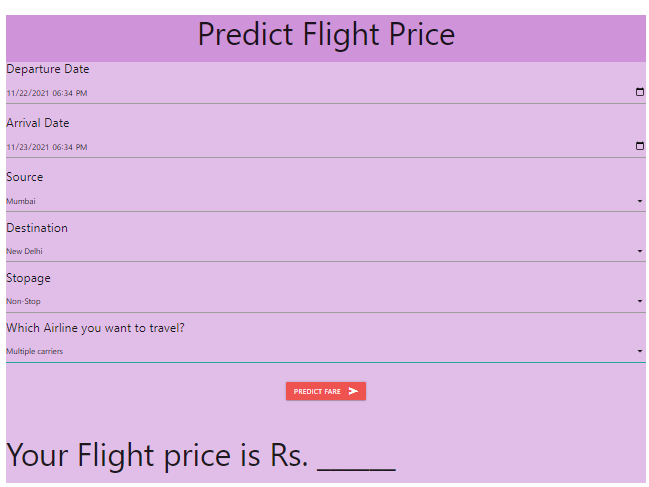 Predict Flight Price
Departure Date
11/22/2021 06:34 PM
Arrival Date
11/23/2021 06:34 PM
Source
Mumbai
Destination
New Delhi
Stopage
Non-Stop
Which Airline you want to travel?
Multiple carriers
PREDICT FARE
Your Flight price is Rs. ______